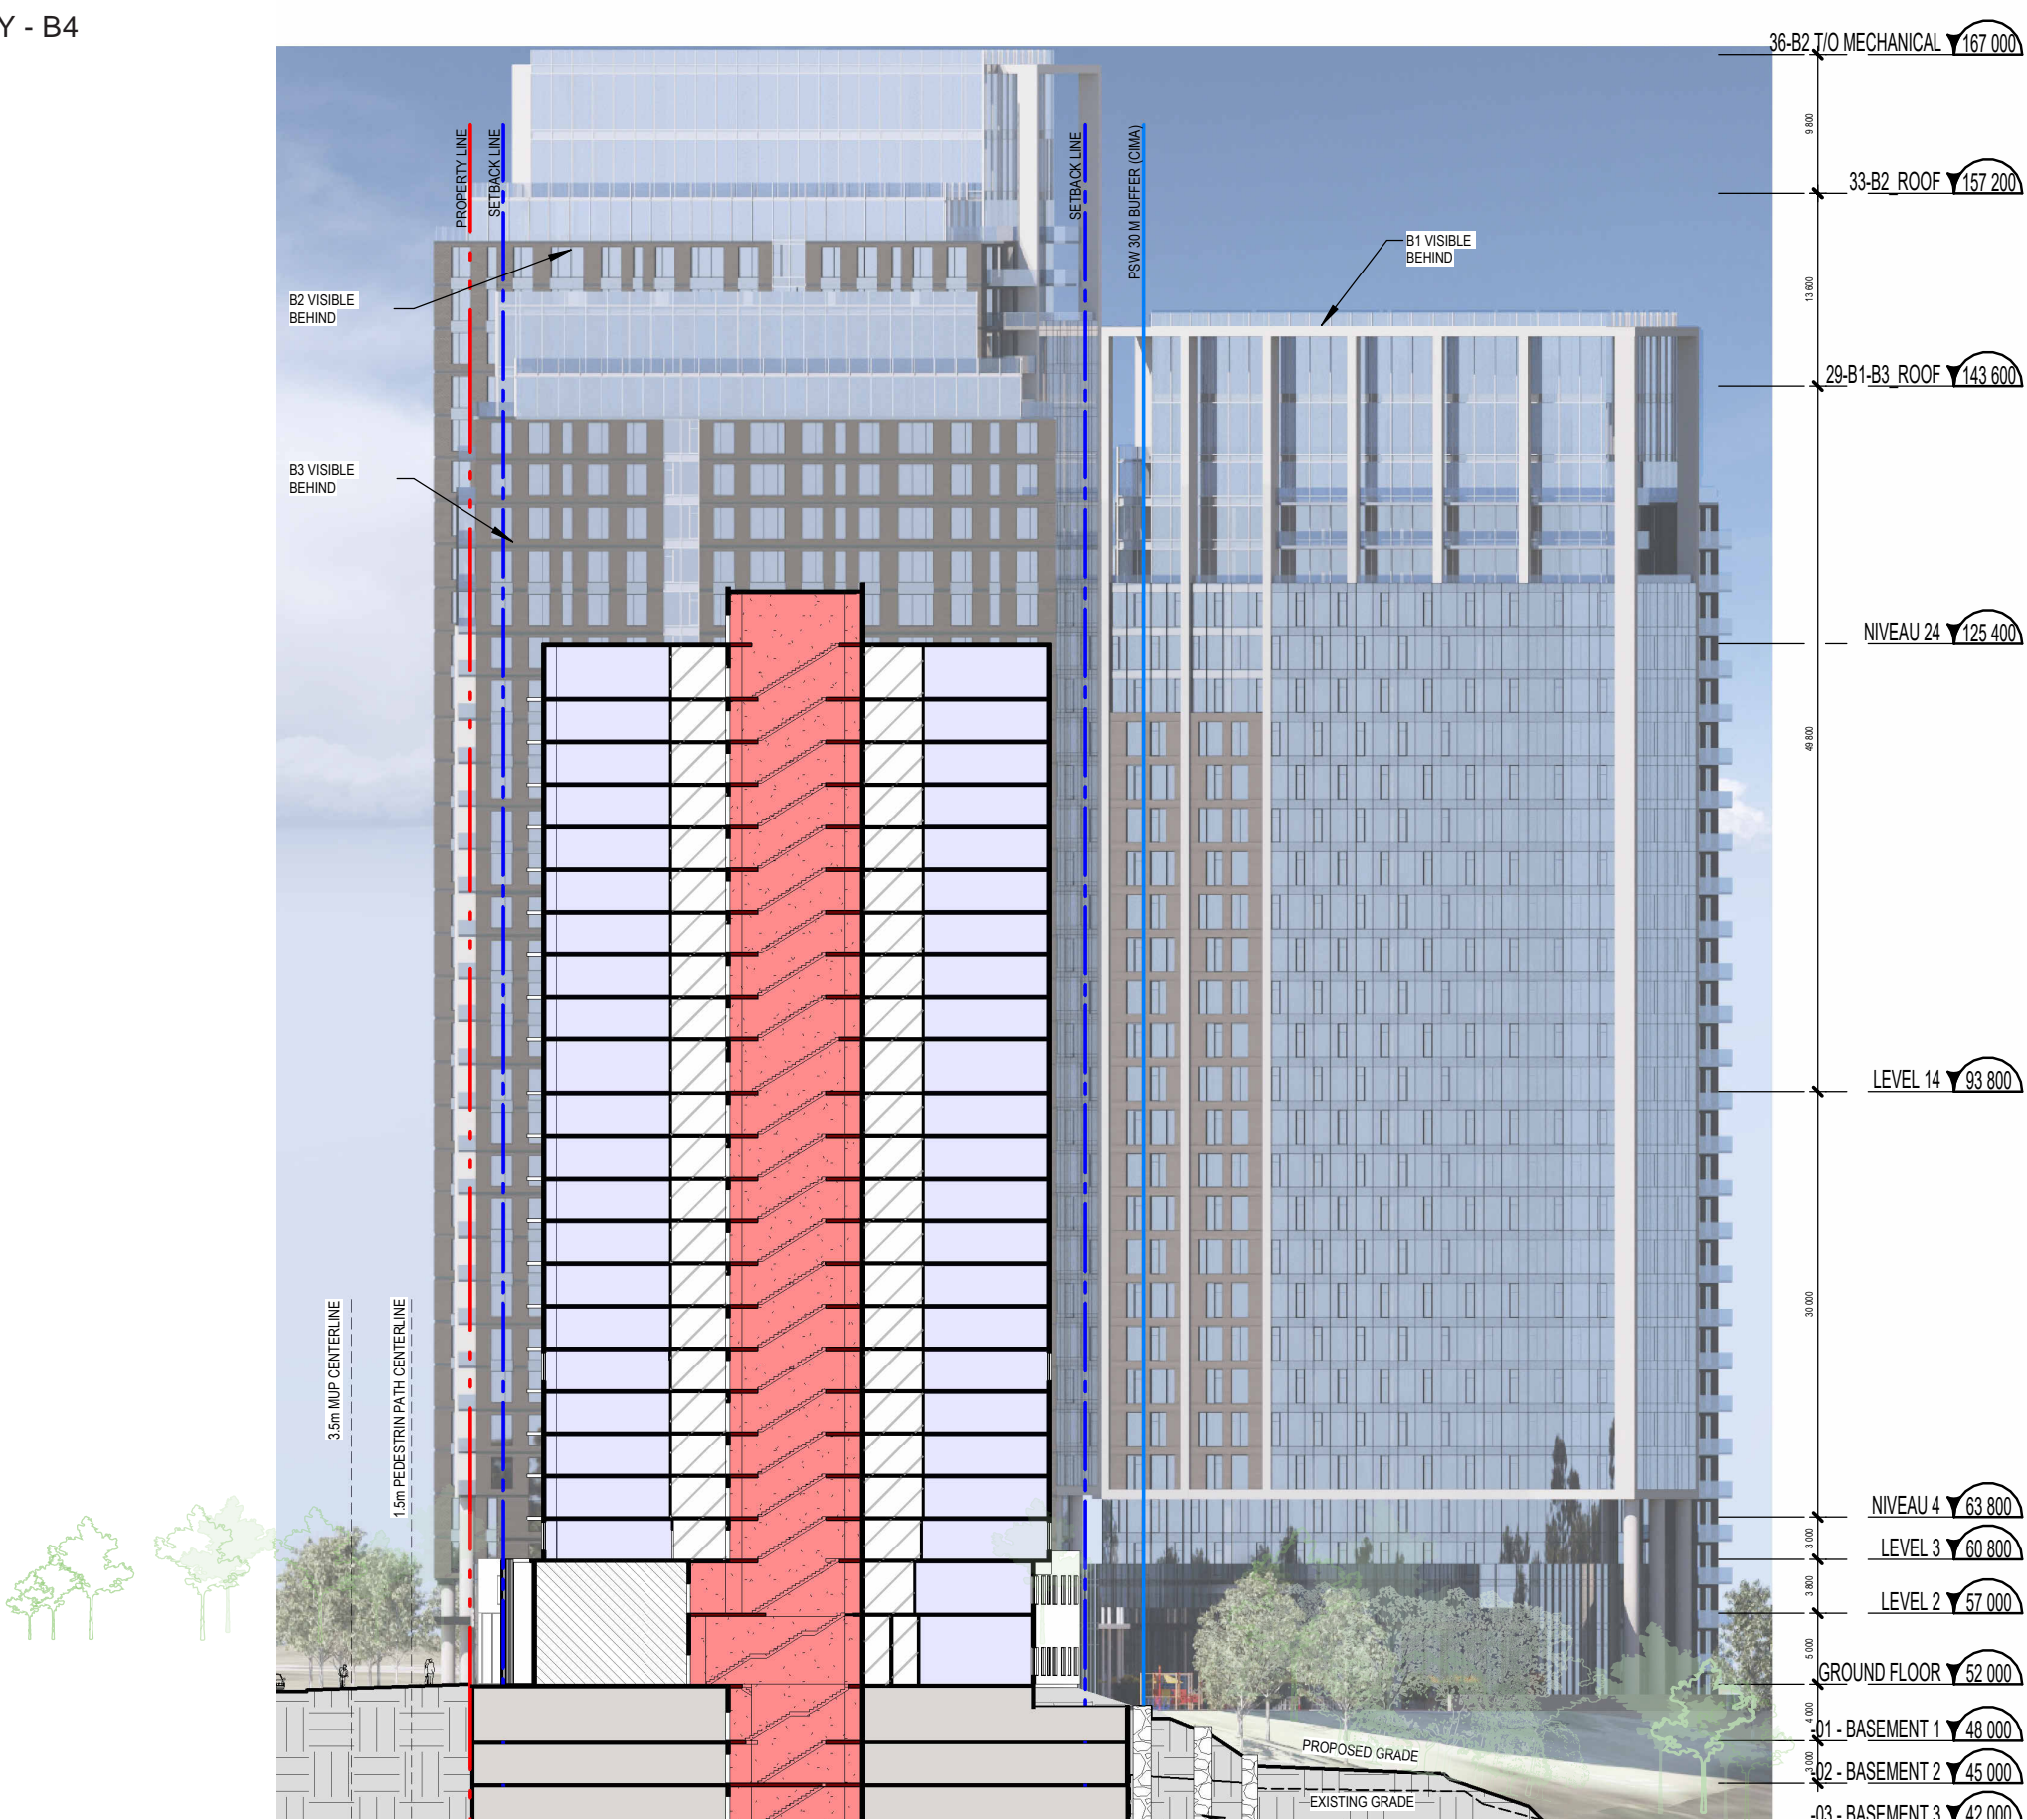 Y - B4
36-B2 T/O MECHANICAL 167 000
9 800
33-B2_ROOF 157 200
13 600
29-B1-B3_ROOF 143 600
NIVEAU 24 125 400
49 800
LEVEL 14 93 800
30 000
NIVEAU 4 63 800
3 000
LEVEL 3 60 800
3 800
LEVEL 2 57 000
5 000
GROUND FLOOR 52 000
4 000
-01 - BASEMENT 1 48 000
3 000
-02 - BASEMENT 2 45 000
-03 - BASEMENT 3 42 000
PROPERTY LINE
SETBACK LINE
SETBACK LINE
PSW 30 M BUFFER (CIMA)
B1 VISIBLE
BEHIND
B2 VISIBLE
BEHIND
B3 VISIBLE
BEHIND
3.5m MUP CENTERLINE
1.5m PEDESTRIN PATH CENTERLINE
PROPOSED GRADE
EXISTING GRADE